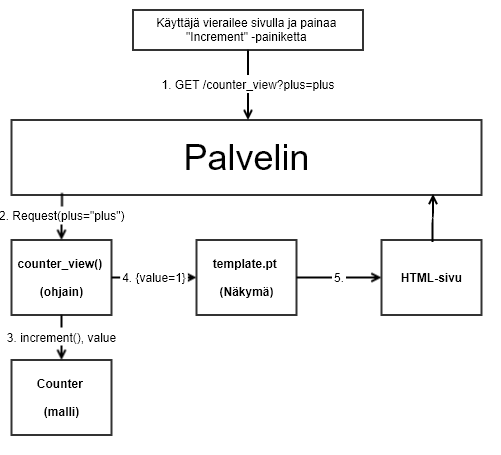 Käyttäjä vierailee sivulla ja painaa
"Increment" -painiketta
1. GET /counter_view?plus=plus
Palvelin
2. Request(plus="plus")
counter_view()
(ohjain)
4. {value=1}
template.pt
(Näkymä)
5.
HTML-sivu
3. increment(), value
Counter
(malli)